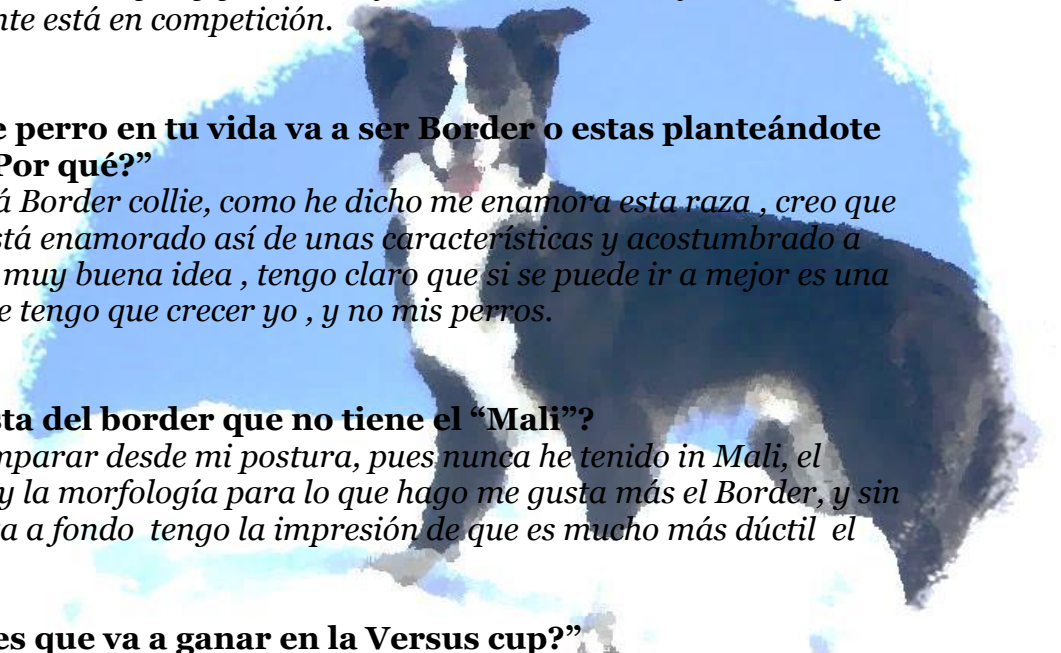 nte está en competición.
e perro en tu vida va a ser Border o estas planteándote
Por qué?”
á Border collie, como he dicho me enamora esta raza , creo que
stá enamorado así de unas características y acostumbrado a
muy buena idea , tengo claro que si se puede ir a mejor es una
e tengo que crecer yo , y no mis perros.
sta del border que no tiene el “Mali”?
mparar desde mi postura, pues nunca he tenido in Mali, el
y la morfología para lo que hago me gusta más el Border, y sin
a a fondo tengo la impresión de que es mucho más dúctil el
es que va a ganar en la Versus cup?”